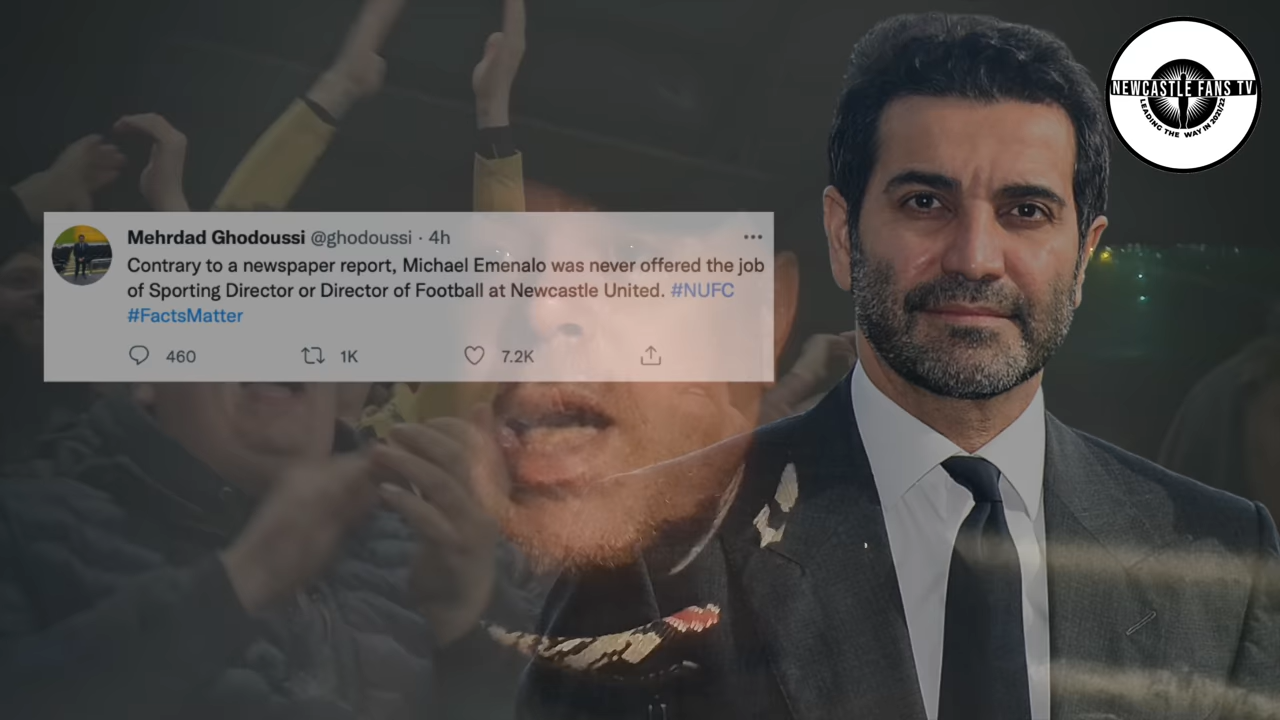 NEWCASTLE FANS TV
LEADING THE WAY IN 2021/22
Mehrdad Ghodoussi @ghodoussi · 4h
Contrary to a newspaper report, Michael Emenalo was never offered the job
of Sporting Director or Director of Football at Newcastle United. #NUFC
#FactsMatter
460 1K 7.2K